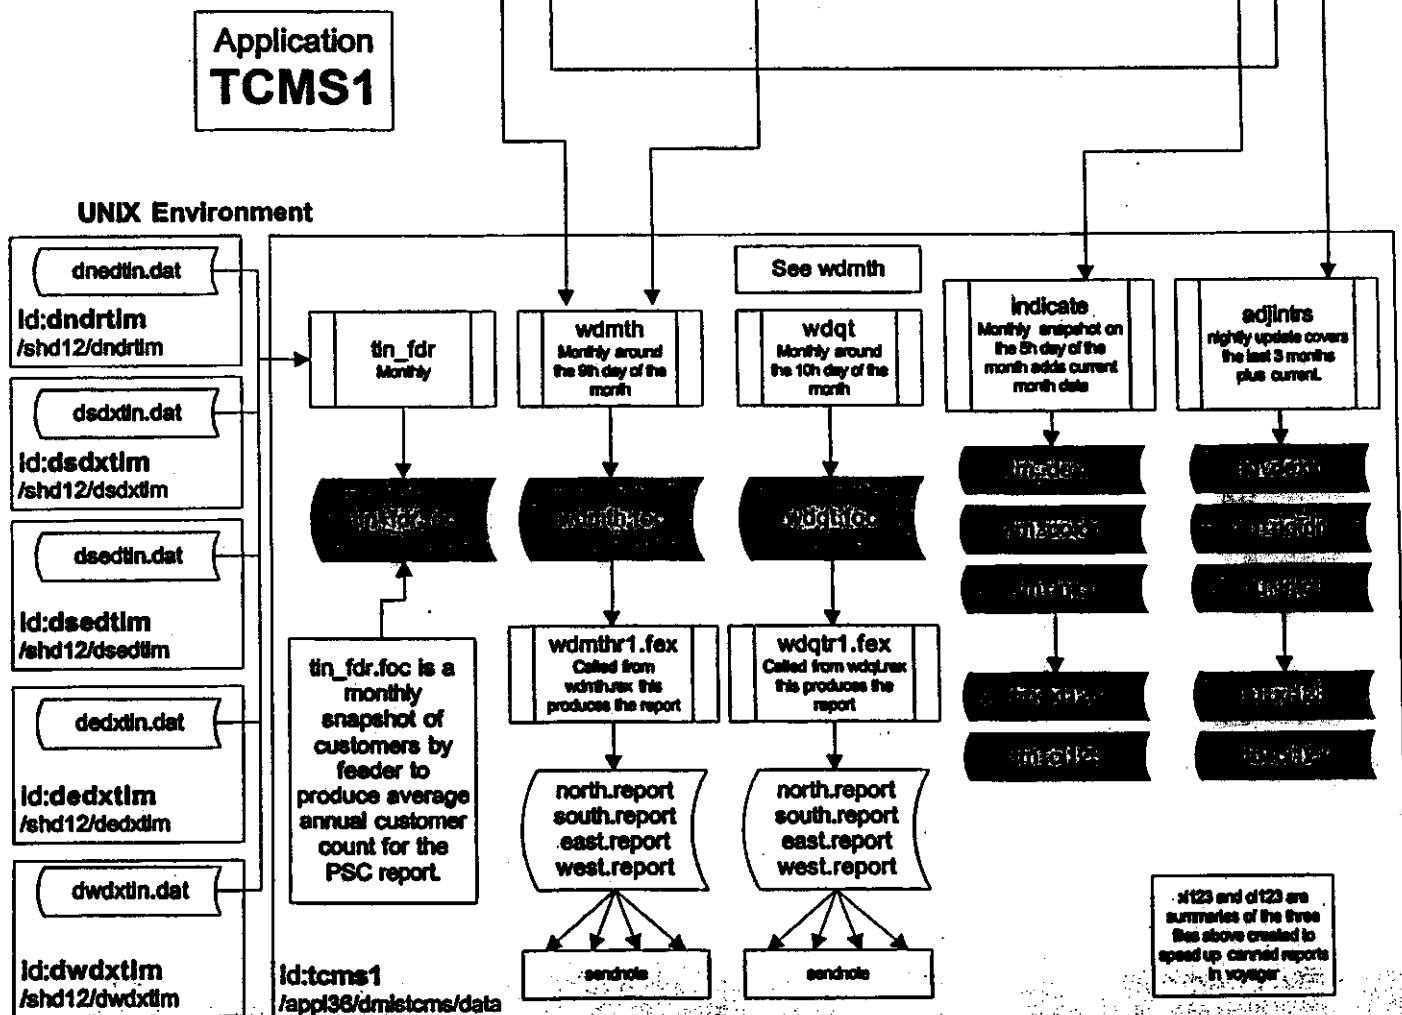 Application
TCMS1
UNIX Environment
dnedtin.dat
id:dndrtim
/shd12/dndrtim
dsdxtin.dat
id:dsdxtim
/shd12/dsdxtim
dsedtin.dat
id:dsedtim
/shd12/dsedtim
dedxtin.dat
id:dedxtim
/shd12/dedxtim
dwdxtin.dat
id:dwdxtim
/shd12/dwdxtim
tin_fdr
Monthly
tin_fdr.foc is a
monthly
snapshot of
customers by
feeder to
produce average
annual customer
count for the
PSC report.
id:tcms1
/appl36/dmistcms/data
wdmth
Monthly around
the 9th day of the
month
wdmth.foc
wdmthr1.fex
Called from
wdmth.rex this
produces the report
north.report
south.report
east.report
west.report
sendnote
See wdmth
wdqt
Monthly around
the 10h day of the
month
wdqt.foc
wdqtr1.fex
Called from wdqt.rex
this produces the
report
north.report
south.report
east.report
west.report
sendnote
indicate
Monthly snapshot on
the 5h day of the
month adds current
month data
adjintrs
nightly update covers
the last 3 months
plus current.
xi123 and ci123 are
summaries of the three
files above created to
speed up canned reports
in voyager